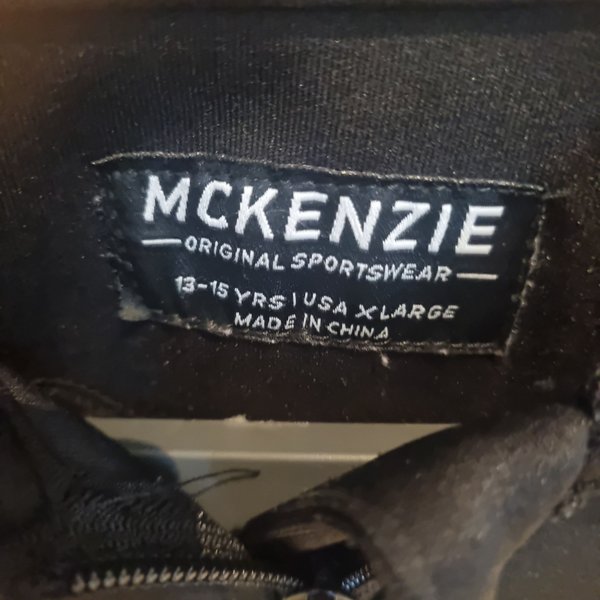 MCKENZIE
ORIGINAL SPORTSWEAR
13-15 YRS | USA XLARGE
MADE IN CHINA